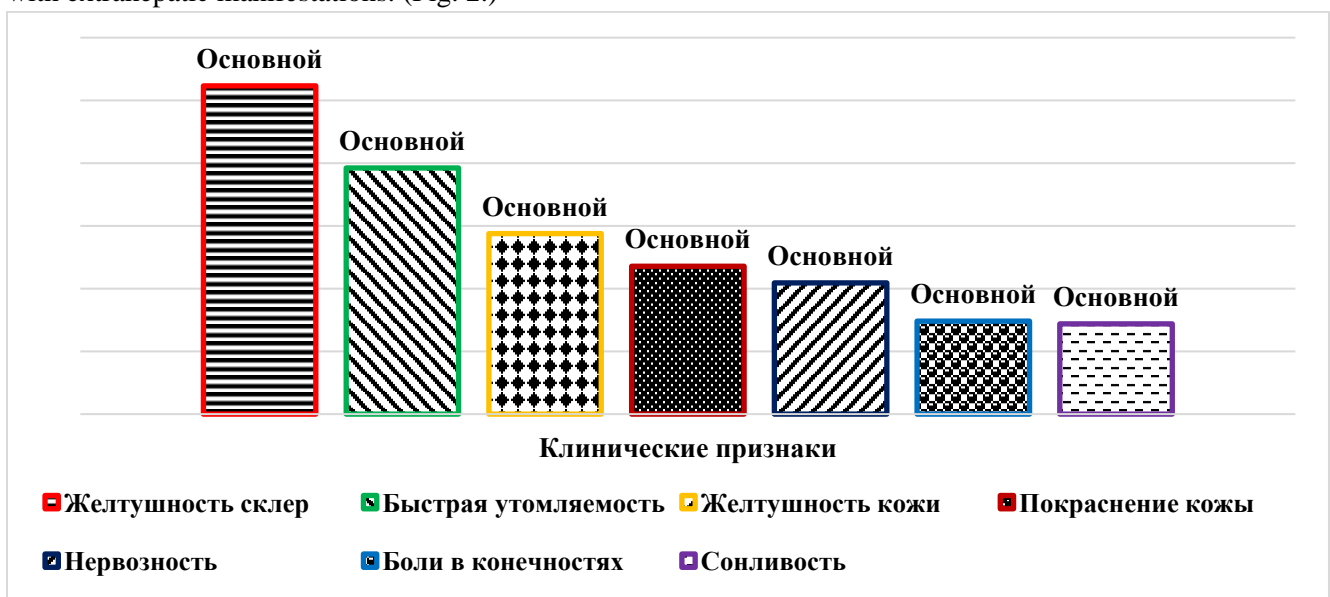 with extrahepatic manifestations. (Fig. 2.)
Основной
Основной
Основной
Основной
Основной
Основной
Основной
Клинические признаки
Желтушность склер
Быстрая утомляемость
Желтушность кожи
Покраснение кожы
Нервозность
Боли в конечностях
Сонливость